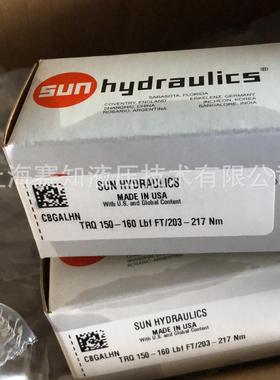 sun hydraulics®
SARASOTA, FLORIDA
COVENTRY, ENGLAND
ERKELENZ, GERMANY
SHANGHAI, CHINA
INCHEON, KOREA
ROSARIO, ARGENTINA
BANGALORE, INDIA
上海赛知液压技术有限公司
SUN HYDRAULICS
MADE IN USA
With U.S. and Global Content
CBGALHN
TRQ 150-160 Lbf FT/203-217 Nm
SUN HYDRAULICS
MADE IN USA
With U.S. and Global Content
CBGALHN
TRQ 150-160 Lbf FT/203-217 Nm